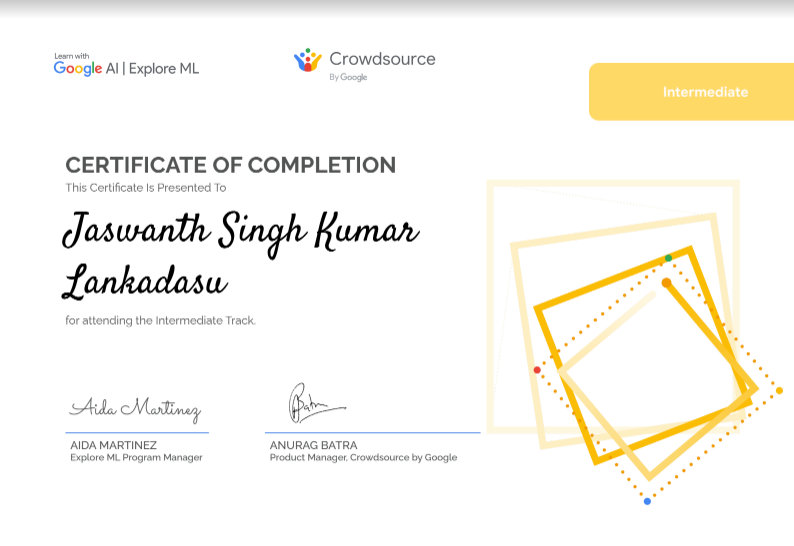 Learn with
Google AI | Explore ML
Crowdsource
By Google
Intermediate
CERTIFICATE OF COMPLETION
This Certificate Is Presented To
Jaswanth Singh Kumar
Lankadasu
for attending the Intermediate Track.
Aida Martinez
Batra
AIDA MARTINEZ
Explore ML Program Manager
ANURAG BATRA
Product Manager, Crowdsource by Google